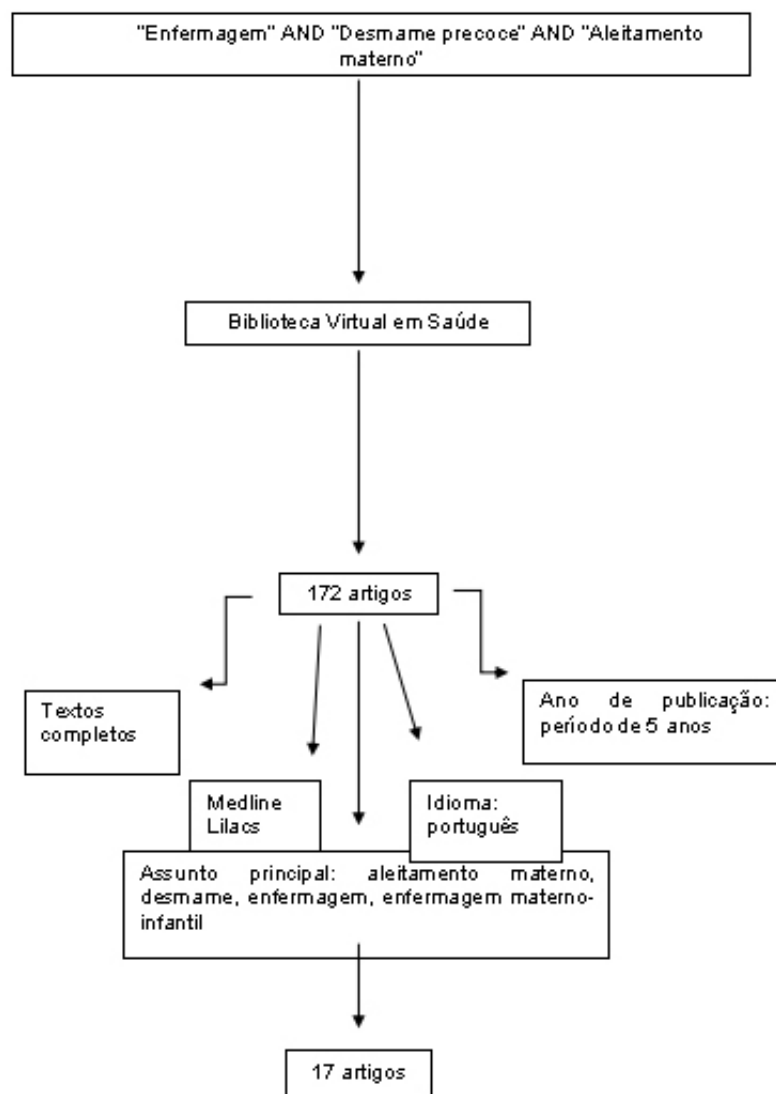 "Enfermagem" AND "Desmame precoce" AND "Aleitamento
materno"
Biblioteca Virtual em Saúde
172 artigos
Textos
completos
Ano de publicação:
período de 5 anos
Medline
Lilacs
Idioma:
português
Assunto principal: aleitamento materno,
desmame, enfermagem, enfermagem materno-
infantil
17 artigos